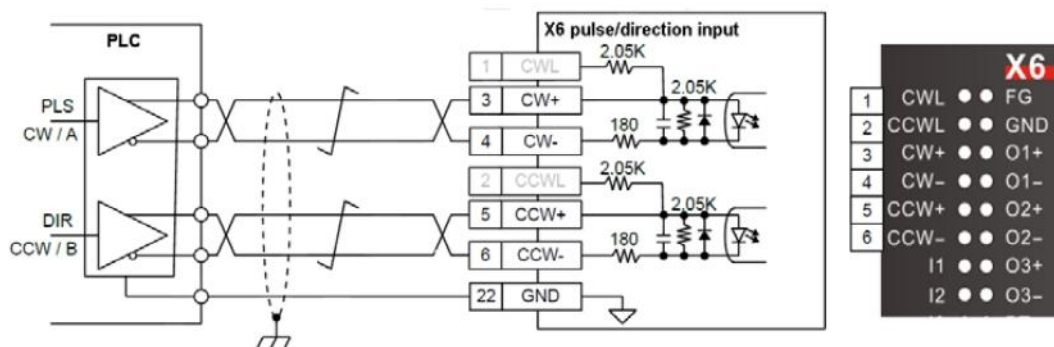 PLC
X6 pulse/direction input
2.05K
1 CWL
PLS
3 CW+
2.05K
CW / A
180
4 CW-
2.05K
2 CCWL
DIR
5 CCW+
2.05K
CCW / B
180
6 CCW-
22 GND
X6
1 CWL FG
2 CCWL GND
3 CW+ O1+
4 CW– O1–
5 CCW+ O2+
6 CCW– O2–
I1 O3+
I2 O3–